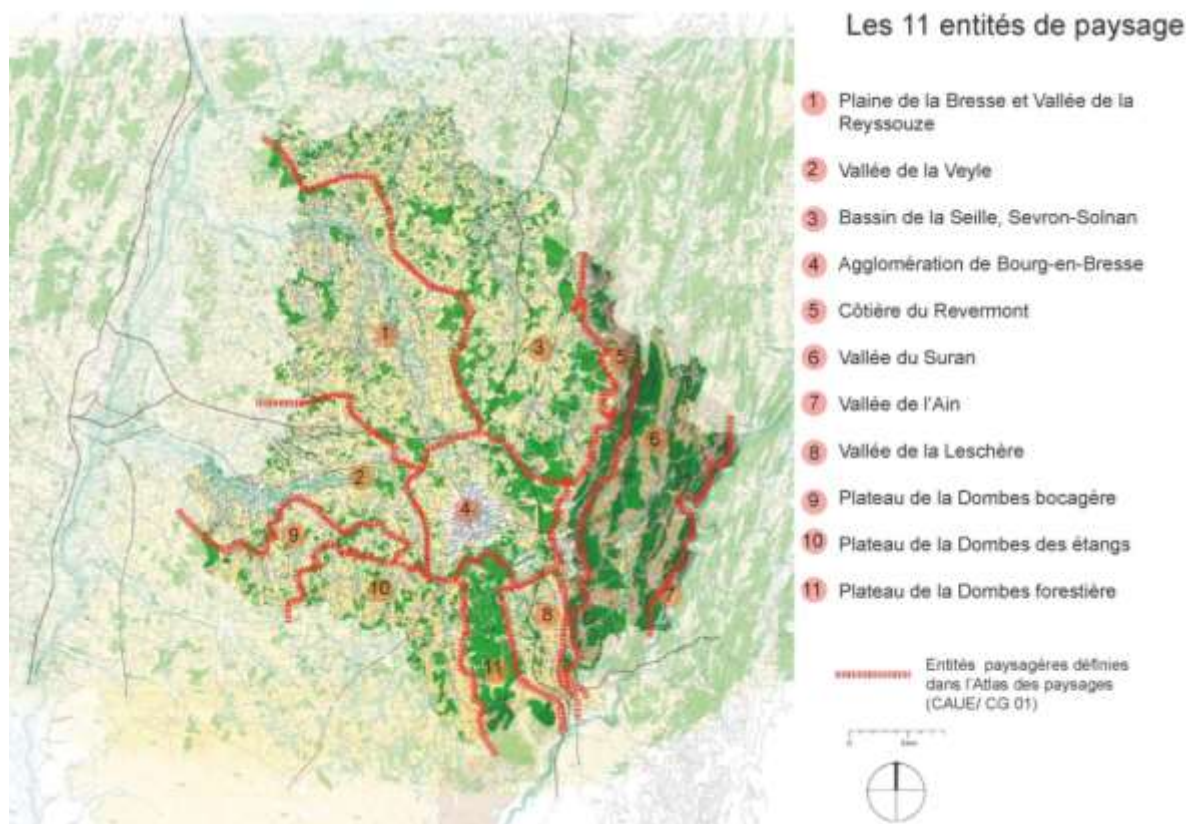 Les 11 entités de paysage
1 Plaine de la Bresse et Vallée de la
Reyssouze
2 Vallée de la Veyle
3 Bassin de la Seille, Sevron-Solnan
4 Agglomération de Bourg-en-Bresse
5 Côtière du Revermont
6 Vallée du Suran
7 Vallée de l'Ain
8 Vallée de la Leschère
9 Plateau de la Dombes bocagère
10 Plateau de la Dombes des étangs
11 Plateau de la Dombes forestière
Entités paysagères définies
dans l'Atlas des paysages
(CAUE/ CG 01)
0
1
3
5
6
2
4
9
10
8
7
11